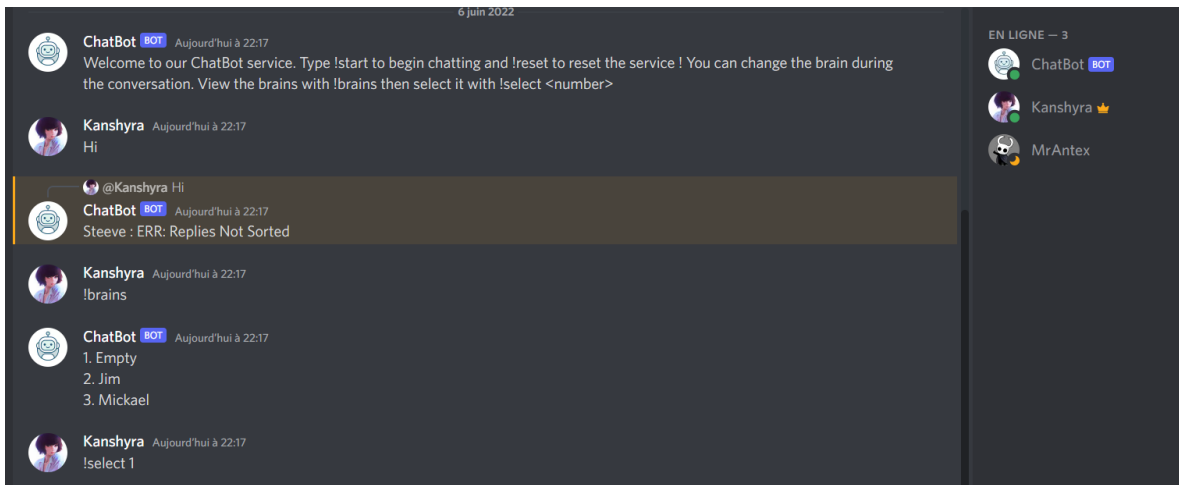 6 juin 2022
ChatBot BOT Aujourd'hui à 22:17
Welcome to our ChatBot service. Type !start to begin chatting and !reset to reset the service ! You can change the brain during
the conversation. View the brains with !brains then select it with !select <number>
Kanshyra Aujourd'hui à 22:17
Hi
@Kanshyra Hi
ChatBot BOT Aujourd'hui à 22:17
Steeve : ERR: Replies Not Sorted
Kanshyra Aujourd'hui à 22:17
!brains
ChatBot BOT Aujourd'hui à 22:17
1. Empty
2. Jim
3. Mickael
Kanshyra Aujourd'hui à 22:17
!select 1
EN LIGNE — 3
ChatBot BOT
Kanshyra
MrAntex